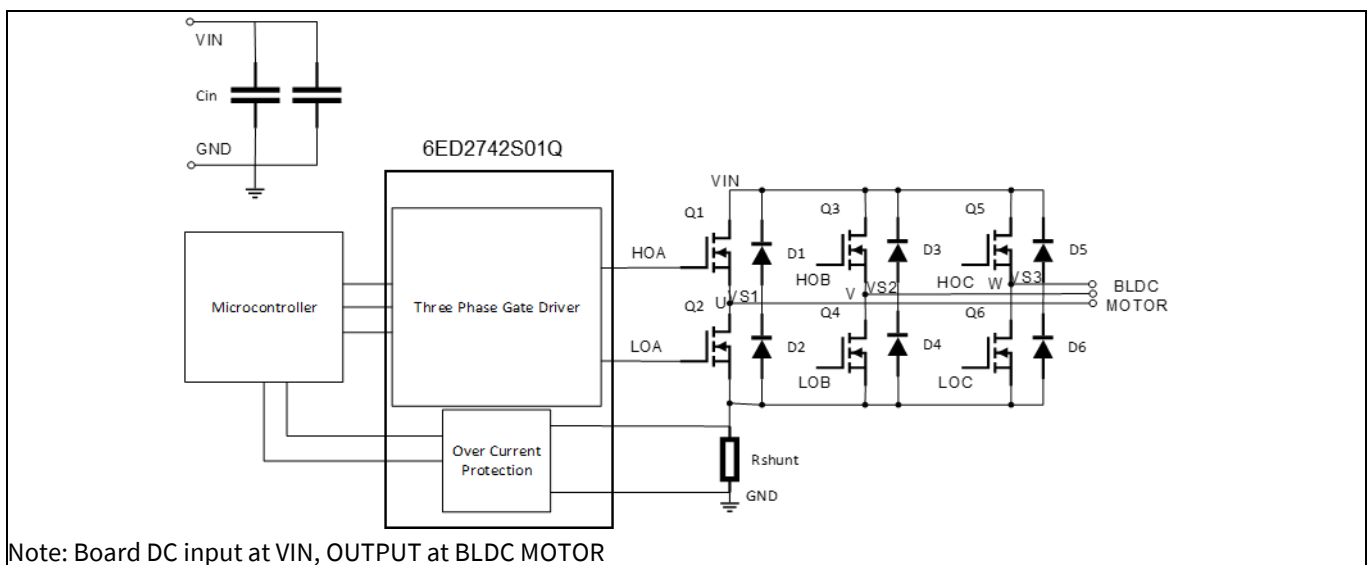 VIN
Cin
GND
6ED2742S01Q
VIN
Q1
Q3
Q5
HOA
D1
D3
D5
HOB
HOC
Microcontroller
Three Phase Gate Driver
U
VS1
V
VS2
W
VS3
BLDC
MOTOR
Q2
Q4
Q6
LOA
D2
D4
D6
LOB
LOC
Over Current
Protection
Rshunt
GND
Note: Board DC input at VIN, OUTPUT at BLDC MOTOR